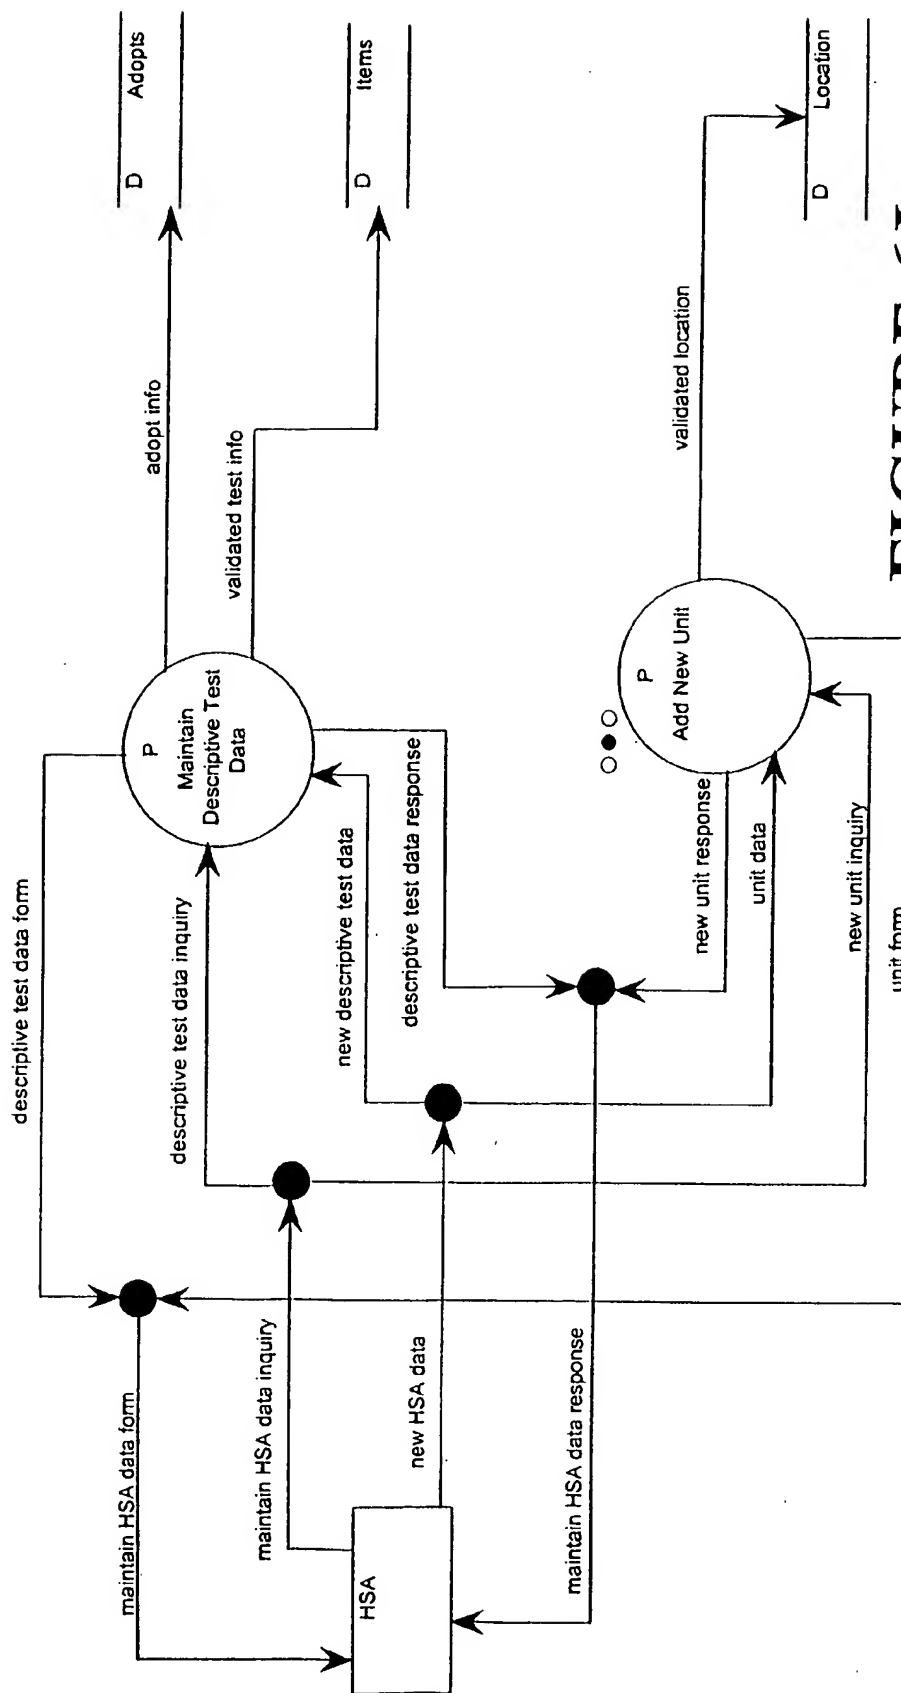 descriptive test data form
maintain HSA data form
descriptive test data inquiry
maintain HSA data inquiry
P
Maintain
Descriptive Test
Data
adopt info
validated test info
D Adopts
D Items
new descriptive test data
descriptive test data response
HSA
new HSA data
maintain HSA data response
P
Add New Unit
new unit response
unit data
new unit inquiry
unit form
validated location
D Location
FIGURE